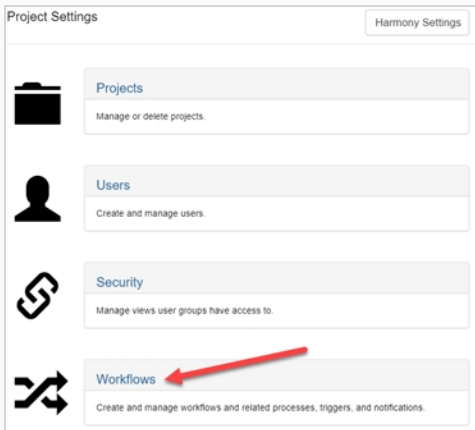 Project Settings
Harmony Settings
Projects
Manage or delete projects.
Users
Create and manage users.
Security
Manage views user groups have access to.
Workflows
Create and manage workflows and related processes, triggers, and notifications.